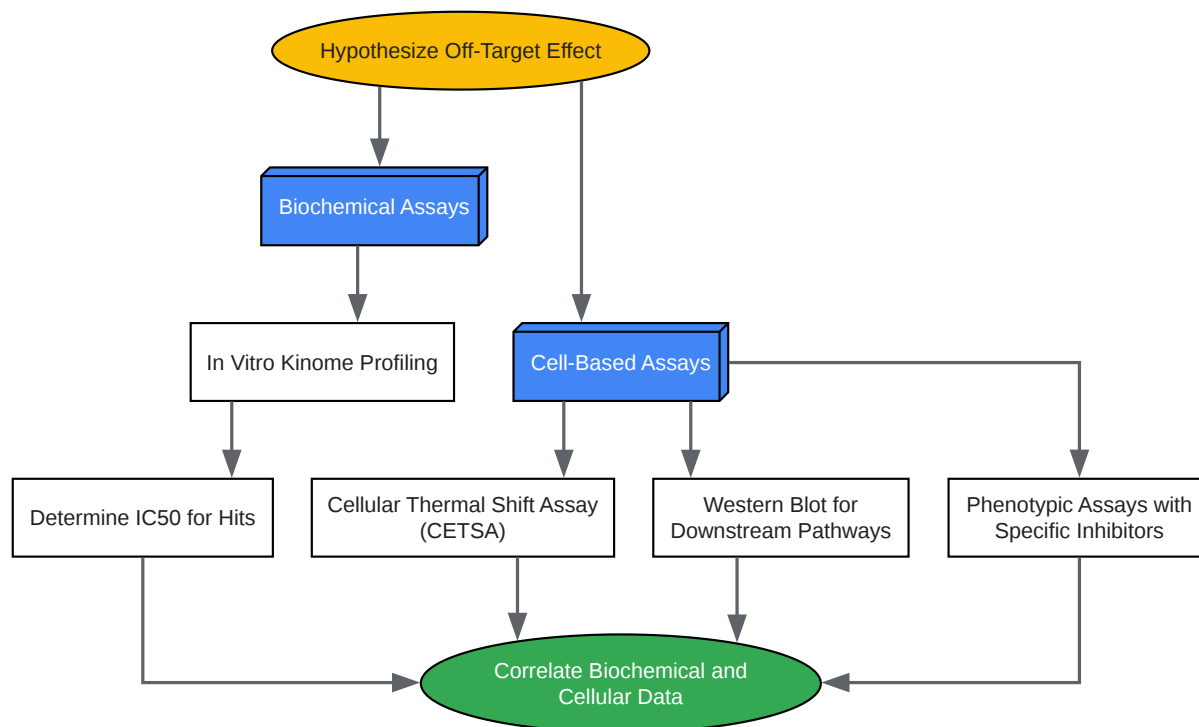 Hypothesize Off-Target Effect
Biochemical Assays
In Vitro Kinome Profiling
Cell-Based Assays
Determine IC50 for Hits
Cellular Thermal Shift Assay
(CETSA)
Western Blot for
Downstream Pathways
Phenotypic Assays with
Specific Inhibitors
Correlate Biochemical and
Cellular Data